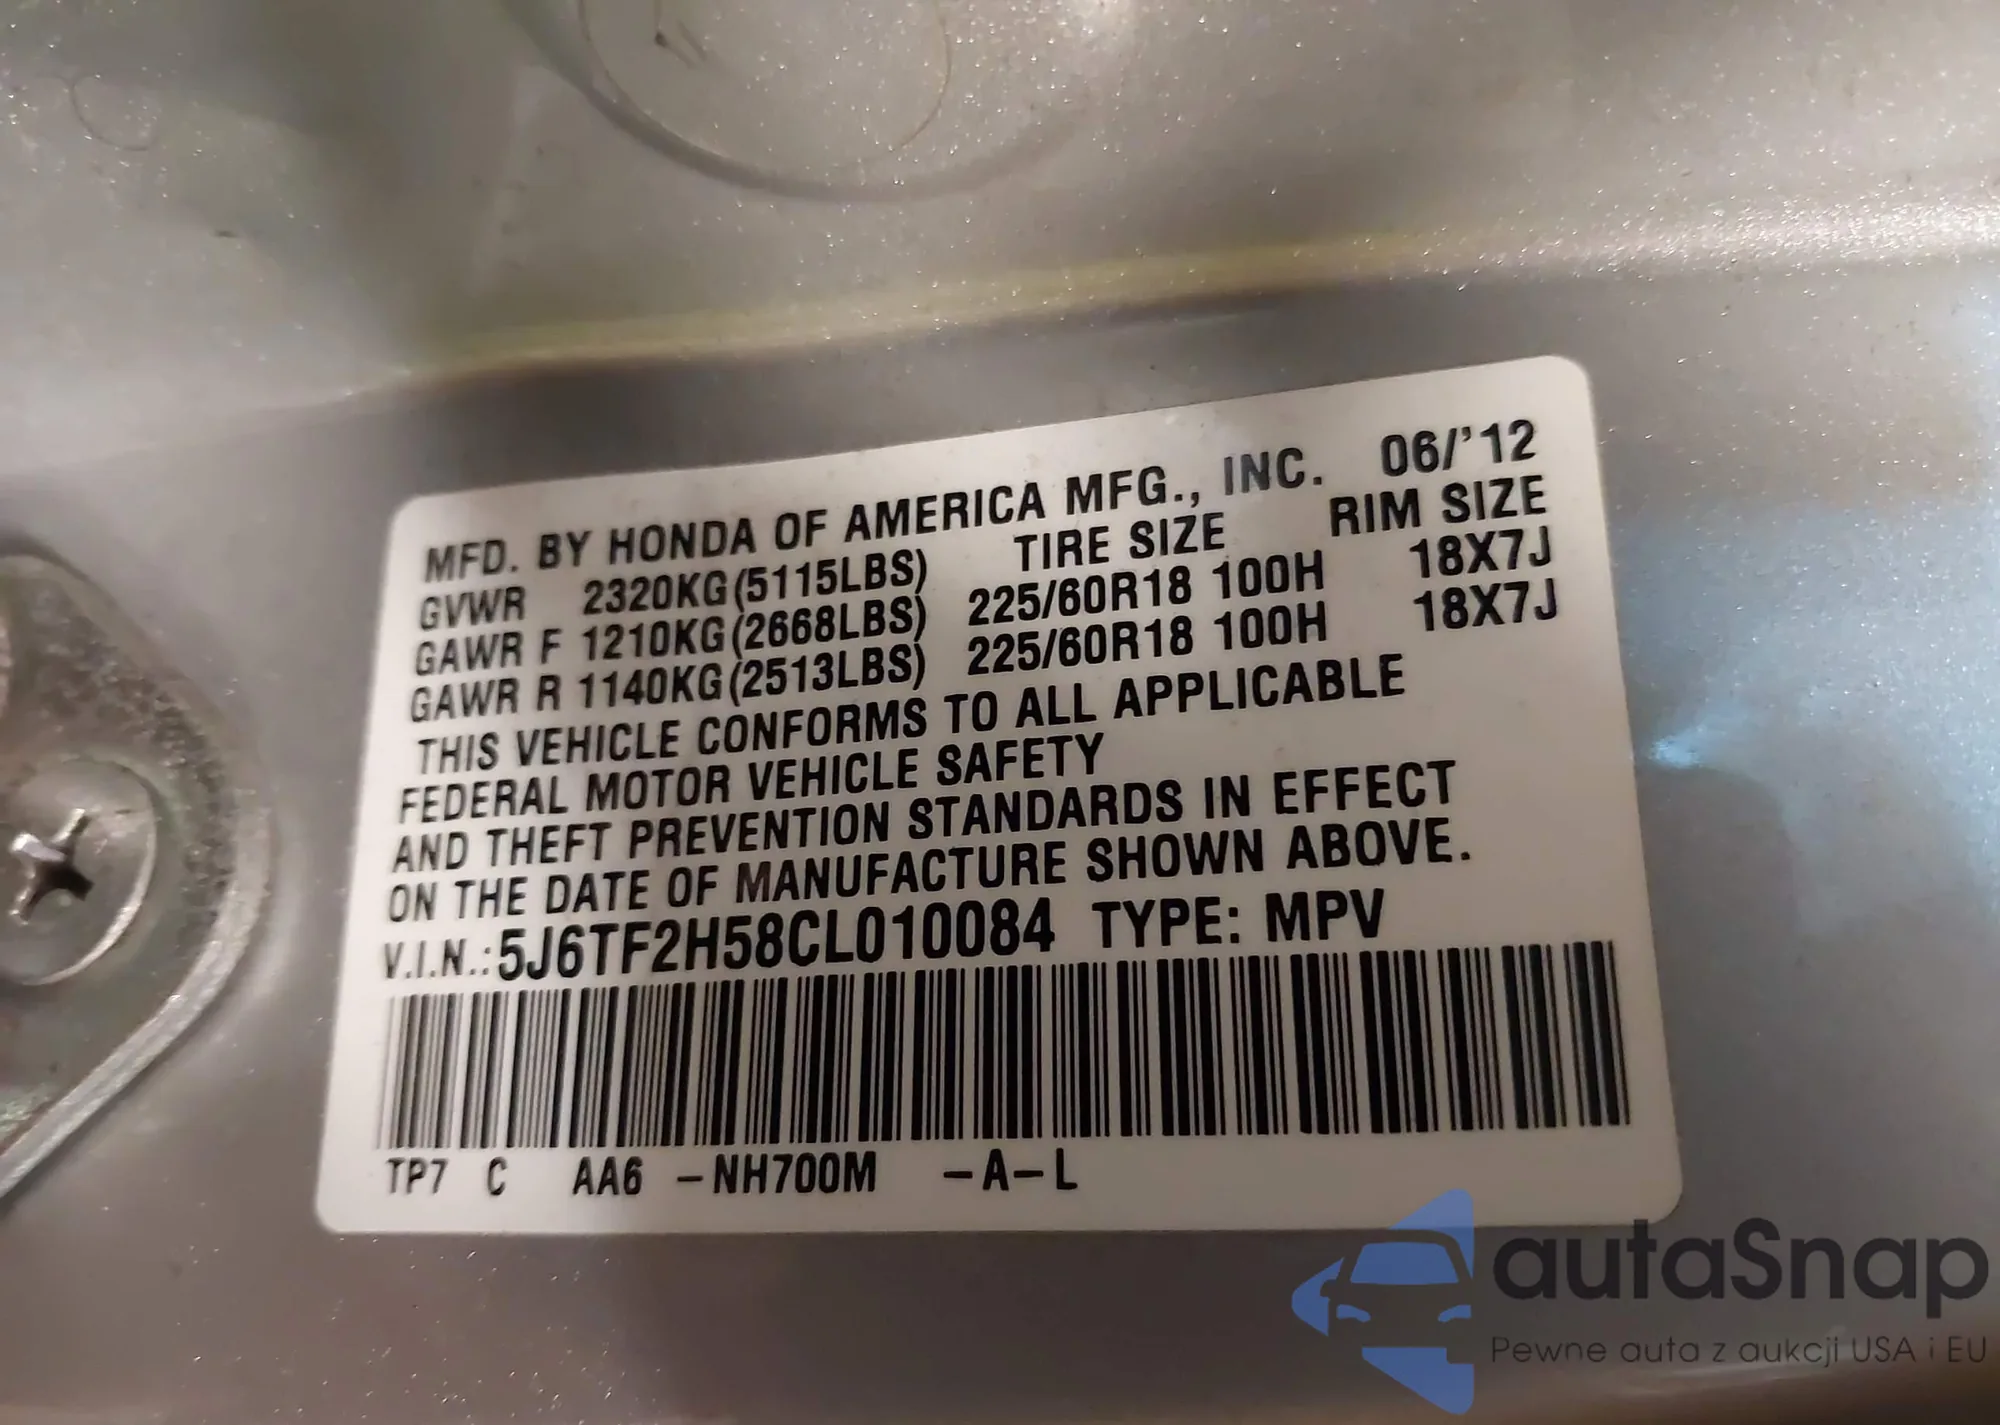 MFD. BY HONDA OF AMERICA MFG., INC. 06/'12
GVWR 2320KG(5115LBS) TIRE SIZE RIM SIZE
GAWR F 1210KG(2668LBS) 225/60R18 100H 18X7J
GAWR R 1140KG(2513LBS) 225/60R18 100H 18X7J
THIS VEHICLE CONFORMS TO ALL APPLICABLE
FEDERAL MOTOR VEHICLE SAFETY
AND THEFT PREVENTION STANDARDS IN EFFECT
ON THE DATE OF MANUFACTURE SHOWN ABOVE.
V.I.N.:5J6TF2H58CL010084 TYPE: MPV
TP7 C AA6 -NH700M -A-L
autaSnap
Pewne auta z aukcji USA i EU